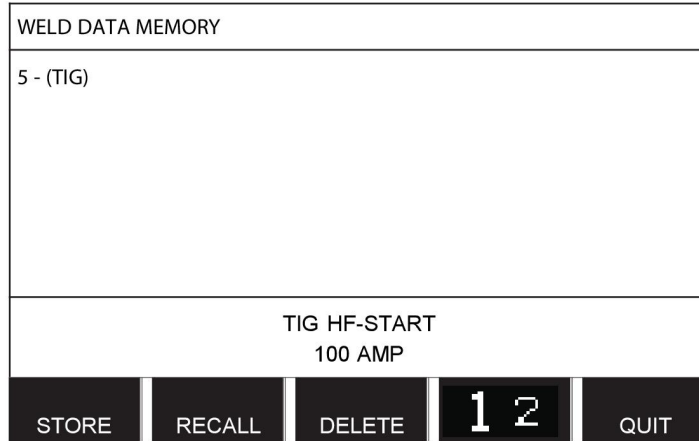 WELD DATA MEMORY
5 - (TIG)
TIG HF-START
100 AMP
STORE RECALL DELETE 1 2 QUIT